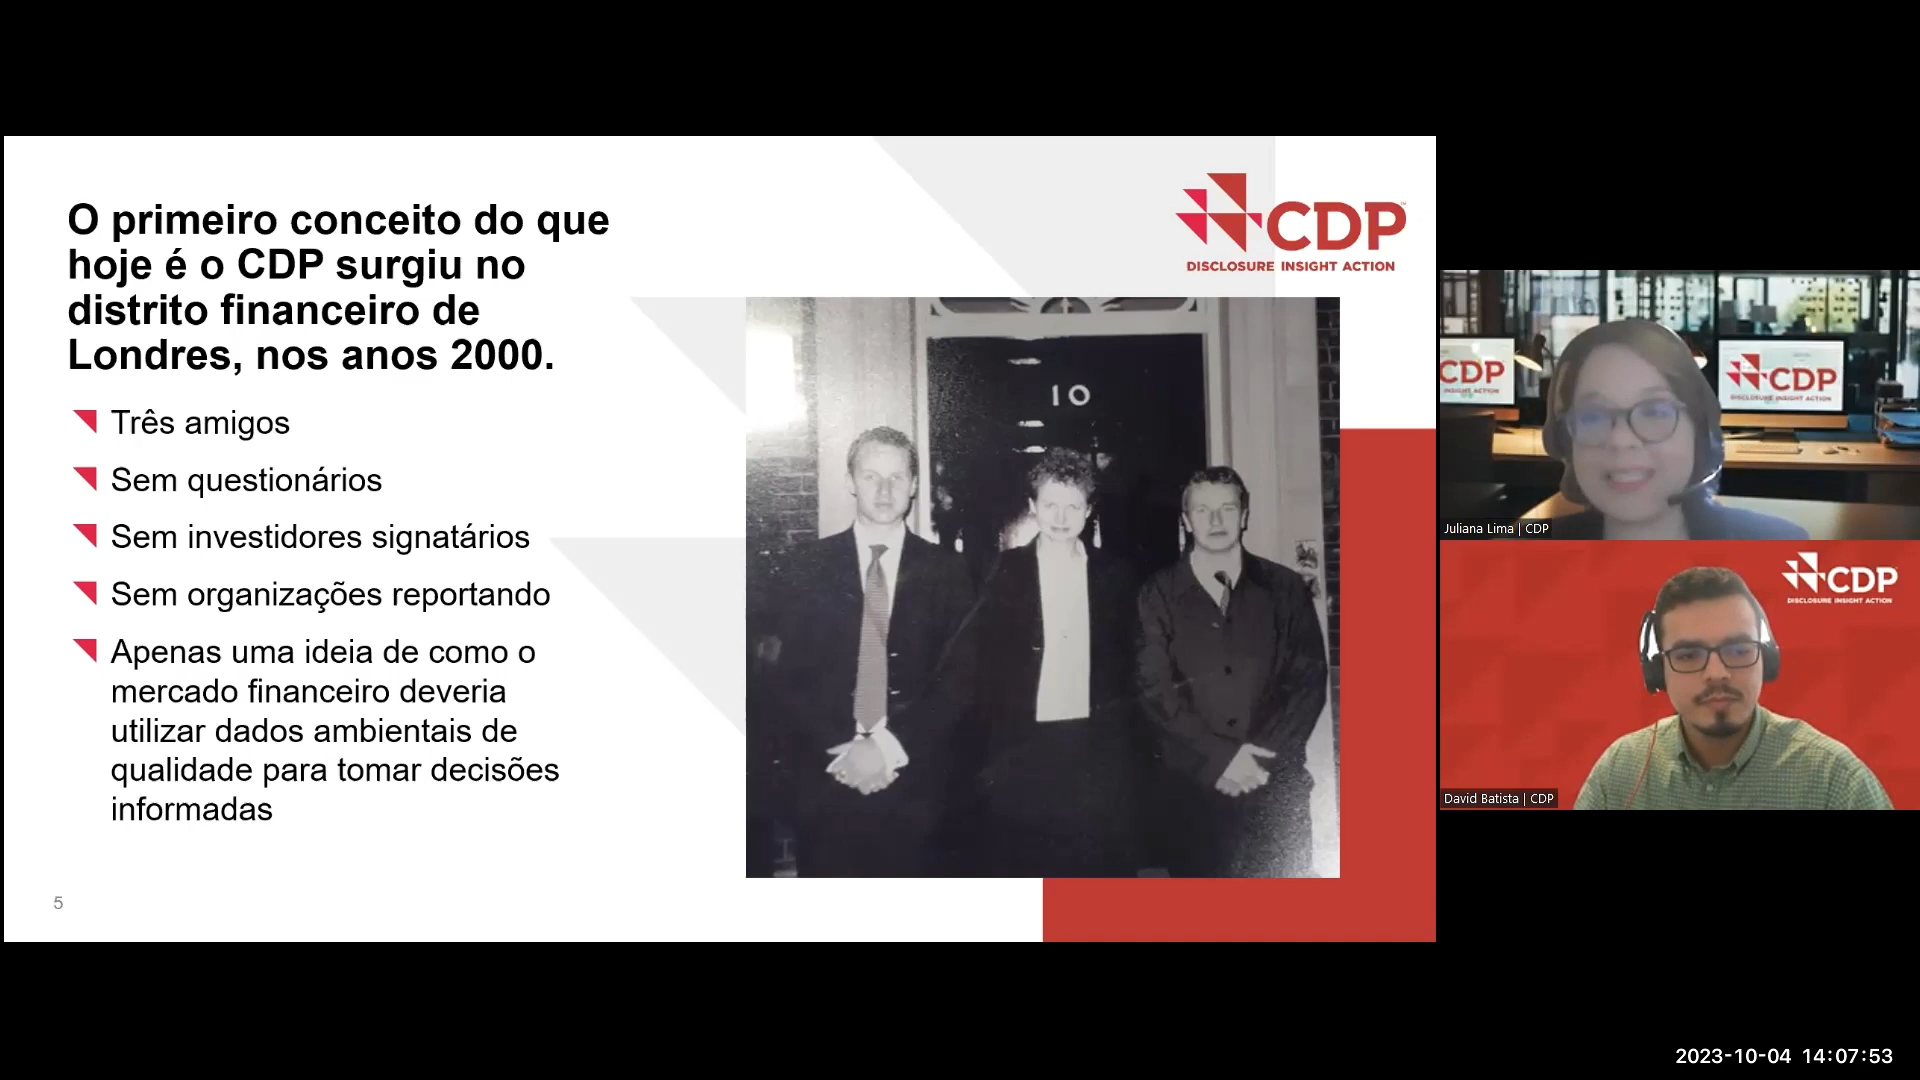 O primeiro conceito do que
hoje é o CDP surgiu no
distrito financeiro de
Londres, nos anos 2000.
Três amigos
Sem questionários
Sem investidores signatários
Sem organizações reportando
Apenas uma ideia de como o
mercado financeiro deveria
utilizar dados ambientais de
qualidade para tomar decisões
informadas
5
CDP
DISCLOSURE INSIGHT ACTION
10
CDP
INSIGHT ACTION
CDP
DISCLOSURE INSIGHT ACTION
Juliana Lima | CDP
CDP
DISCLOSURE INSIGHT ACTION
David Batista | CDP
2023-10-04 14:07:53